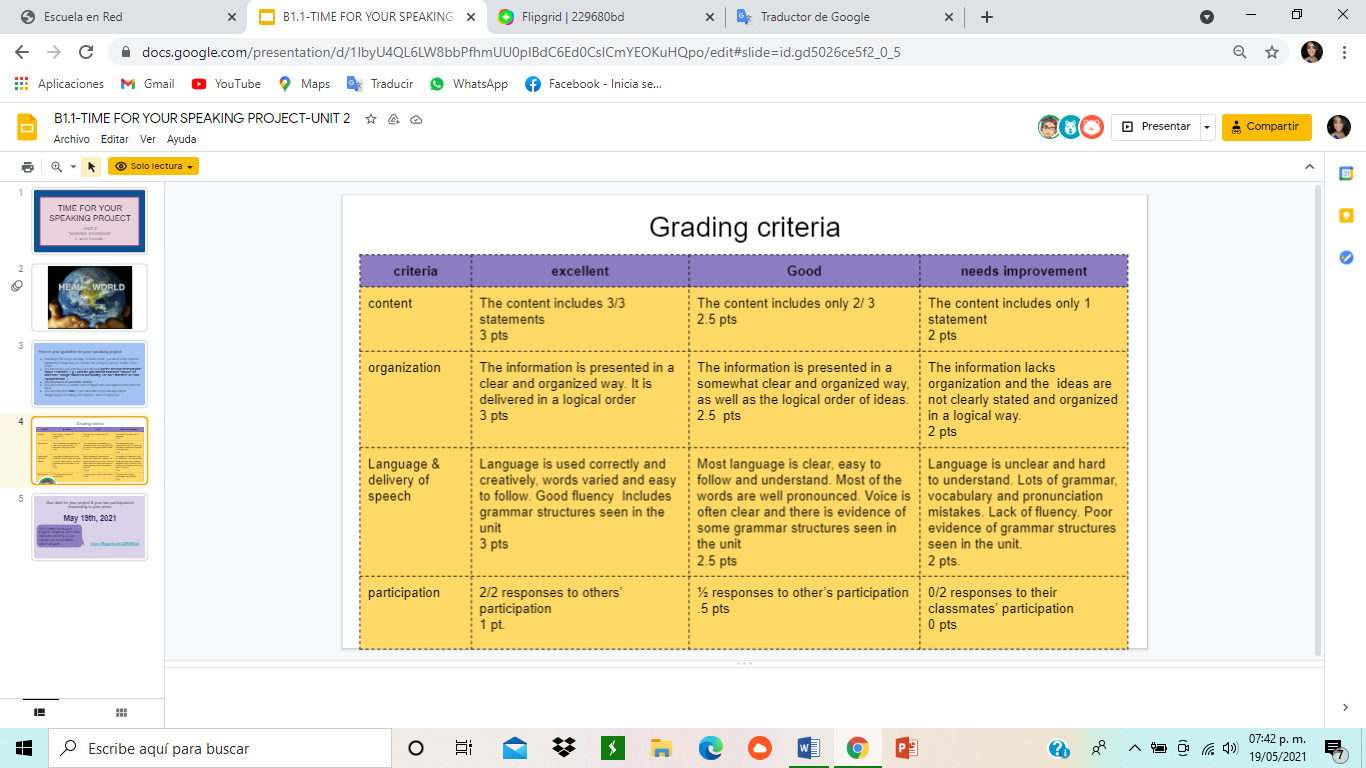 Escuela en Red
B1.1-TIME FOR YOUR SPEAKING
Flipgrid | 229680bd
Traductor de Google
docs.google.com/presentation/d/1IbyU4QL6LW8bbPfhmUU0pIBdC6Ed0CsICmYEOKuHQpo/edit#slide=id.gd5026ce5f2_0_5
Aplicaciones
Gmail
YouTube
Maps
Traducir
WhatsApp
Facebook - Inicia se...
B1.1-TIME FOR YOUR SPEAKING PROJECT-UNIT 2
Archivo Editar Ver Ayuda
Presentar
Compartir
Solo lectura
1
TIME FOR YOUR
SPEAKING PROJECT
UNIT 2
"MAKING CHANGES"
2
HEAL WORLD
3
4
Grading criteria
5
May 19th, 2021
Grading criteria
criteria excellent Good needs improvement
content
The content includes 3/3
statements
3 pts
The content includes only 2/ 3
2.5 pts
The content includes only 1
statement
2 pts
organization
The information is presented in a
clear and organized way. It is
delivered in a logical order
3 pts
The information is presented in a
somewhat clear and organized way,
as well as the logical order of ideas.
2.5 pts
The information lacks
organization and the ideas are
not clearly stated and organized
in a logical way.
2 pts
Language &
delivery of
speech
Language is used correctly and
creatively, words varied and easy
to follow. Good fluency Includes
grammar structures seen in the
unit
3 pts
Most language is clear, easy to
follow and understand. Most of the
words are well pronounced. Voice is
often clear and there is evidence of
some grammar structures seen in
the unit
2.5 pts
Language is unclear and hard
to understand. Lots of grammar,
vocabulary and pronunciation
mistakes. Lack of fluency. Poor
evidence of grammar structures
seen in the unit.
2 pts.
participation
2/2 responses to others'
participation
1 pt.
½ responses to other's participation
.5 pts
0/2 responses to their
classmates' participation
0 pts
Escribe aquí para buscar
07:42 p. m.
19/05/2021
7